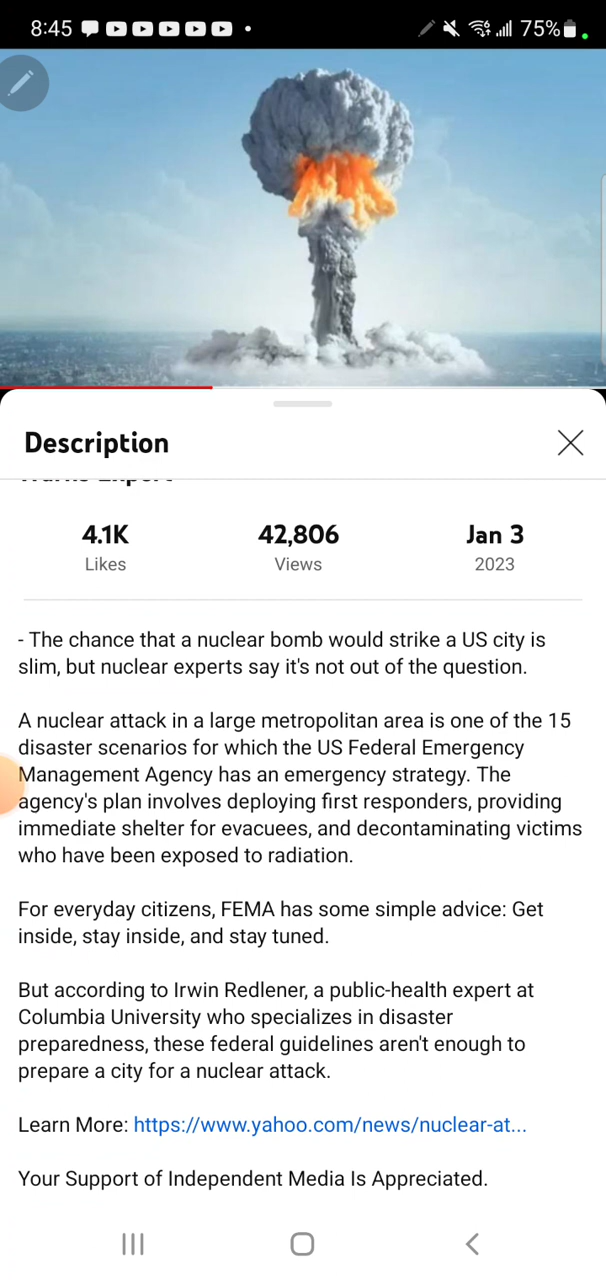 8:45
75%
Description
4.1K
42,806
Jan 3
Likes
Views
2023
- The chance that a nuclear bomb would strike a US city is
slim, but nuclear experts say it's not out of the question.
A nuclear attack in a large metropolitan area is one of the 15
disaster scenarios for which the US Federal Emergency
Management Agency has an emergency strategy. The
agency's plan involves deploying first responders, providing
immediate shelter for evacuees, and decontaminating victims
who have been exposed to radiation.
For everyday citizens, FEMA has some simple advice: Get
inside, stay inside, and stay tuned.
But according to Irwin Redlener, a public-health expert at
Columbia University who specializes in disaster
preparedness, these federal guidelines aren't enough to
prepare a city for a nuclear attack.
Learn More: https://www.yahoo.com/news/nuclear-at...
Your Support of Independent Media Is Appreciated.